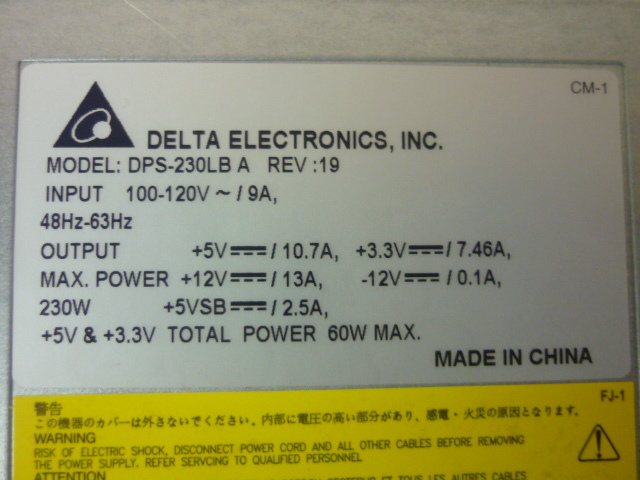 CM-1
DELTA ELECTRONICS, INC.
MODEL: DPS-230LB A REV :19
INPUT 100-120V ~ / 9A,
48Hz-63Hz
OUTPUT +5V⎓/ 10.7A, +3.3V⎓/ 7.46A,
MAX. POWER +12V⎓/ 13A, -12V⎓/ 0.1A,
230W +5VSB⎓/ 2.5A,
+5V & +3.3V TOTAL POWER 60W MAX.
MADE IN CHINA
FJ-1
警告
この機器のカバーは外さないでください。内部に電圧の高い部分があり、感電・火災の原因となります。
WARNING
RISK OF ELECTRIC SHOCK, DISCONNECT POWER CORD AND ALL OTHER CABLES BEFORE REMOVING
THE POWER SUPPLY. REFER SERVCING TO QUALIFIED PERSONNEL
ATTENTION
ET TOUS LES AUTRES CABLES